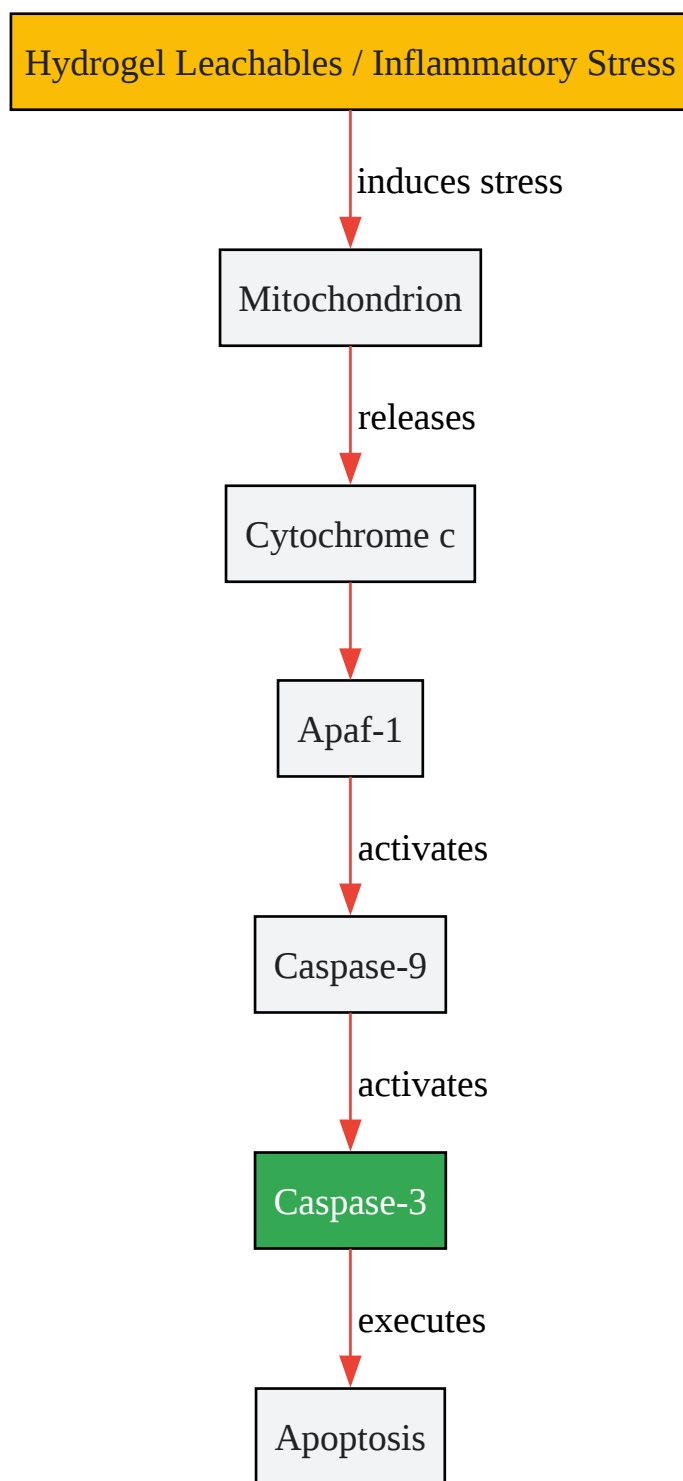 Hydrogel Leachables / Inflammatory Stress
induces stress
Mitochondrion
releases
Cytochrome c
Apaf-1
activates
Caspase-9
activates
Caspase-3
executes
Apoptosis